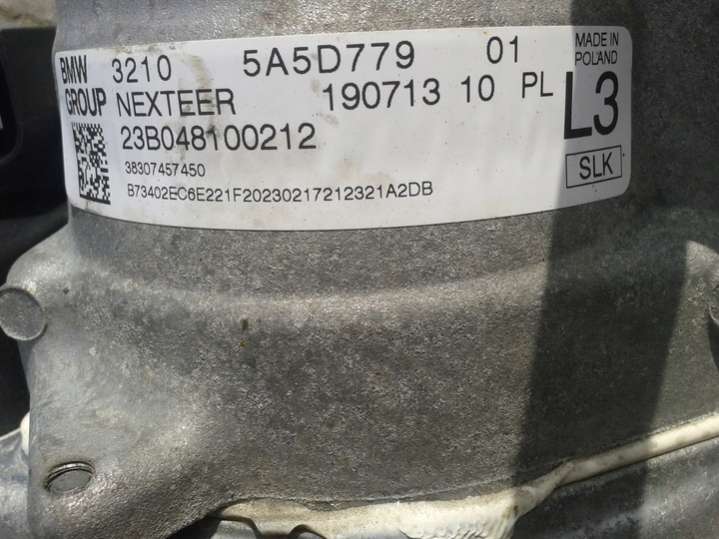 BMW 3210 5A5D779 01
GROUP NEXTEER 190713 10 PL
23B048100212
38307457450
B73402EC6E221F20230217212321A2DB
MADE IN
POLAND
L3
SLK